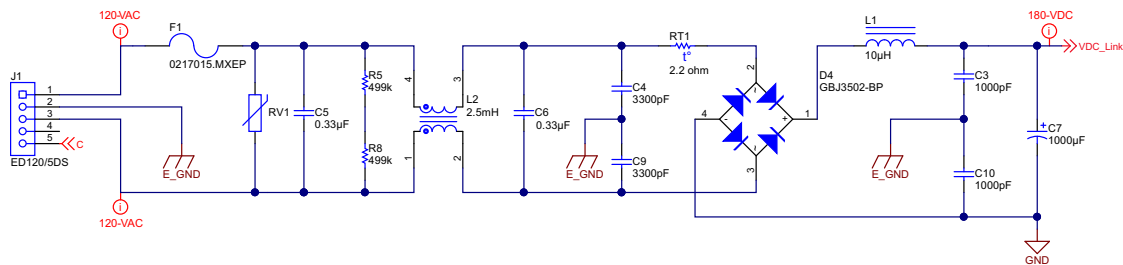 120-VAC
i
F1
0217015.MXEP
J1
1
2
3
4
5
C
ED120/5DS
E_GND
RV1
C5
0.33µF
R5
499k
R8
499k
4
3
L2
2.5mH
1
2
C6
0.33µF
C4
3300pF
E_GND
C9
3300pF
RT1
t°
2.2 ohm
2
D4
GBJ3502-BP
4
-
~
+
1
~
3
L1
10µH
180-VDC
i
VDC_Link
C3
1000pF
E_GND
C10
1000pF
+
C7
1000µF
GND
i
120-VAC